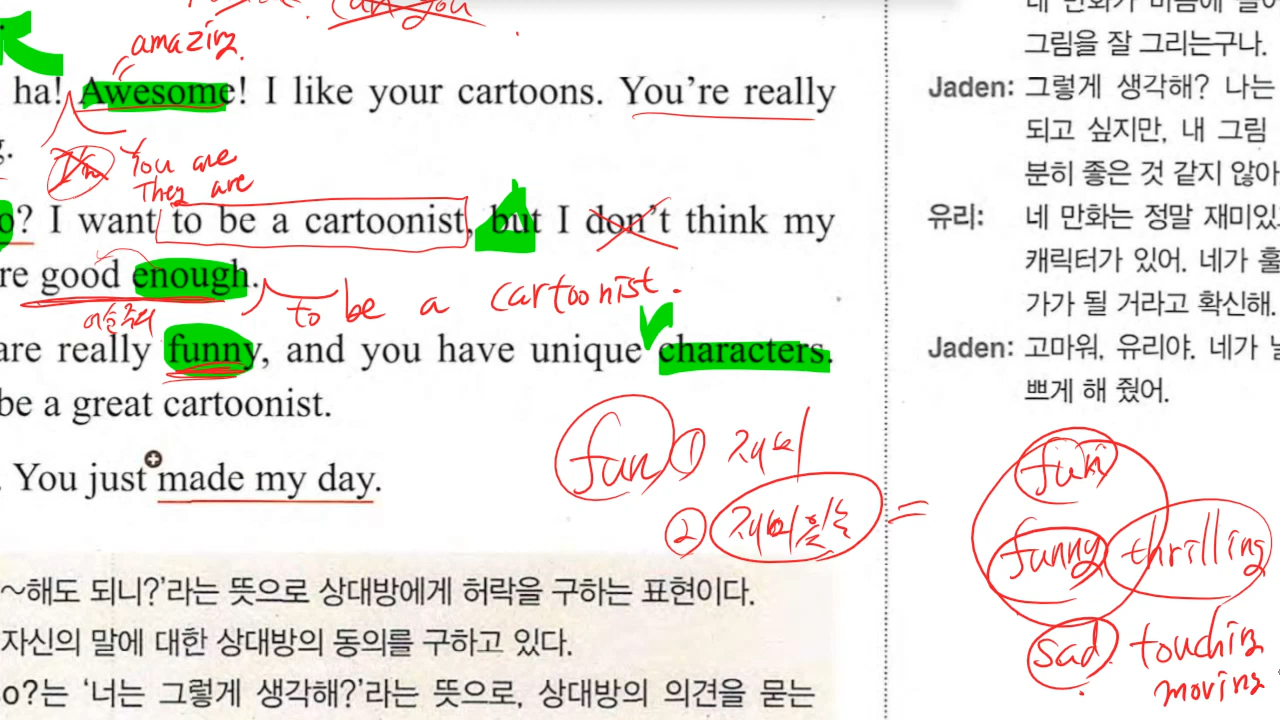 amazing.
ha! Awesome! I like your cartoons. You're really
g.
You are
They are
o? I want to be a cartoonist, but I don't think my
re good enough.
to be a cartoonist.
are really funny, and you have unique characters.
be a great cartoonist.
. You just made my day.
fun ① 재미
② 재미있는 =
fun
funny thrilling
sad touching
moving
~해도 되니?'라는 뜻으로 상대방에게 허락을 구하는 표현이다.
자신의 말에 대한 상대방의 동의를 구하고 있다.
o?는 '너는 그렇게 생각해?'라는 뜻으로, 상대방의 의견을 묻는
그림을 잘 그리는구나.
Jaden: 그렇게 생각해? 나는
되고 싶지만, 내 그림
분히 좋은 것 같지 않아
유리: 네 만화는 정말 재미있
캐릭터가 있어. 네가 훌
가가 될 거라고 확신해.
Jaden: 고마워, 유리야. 네가 날
쁘게 해 줬어.